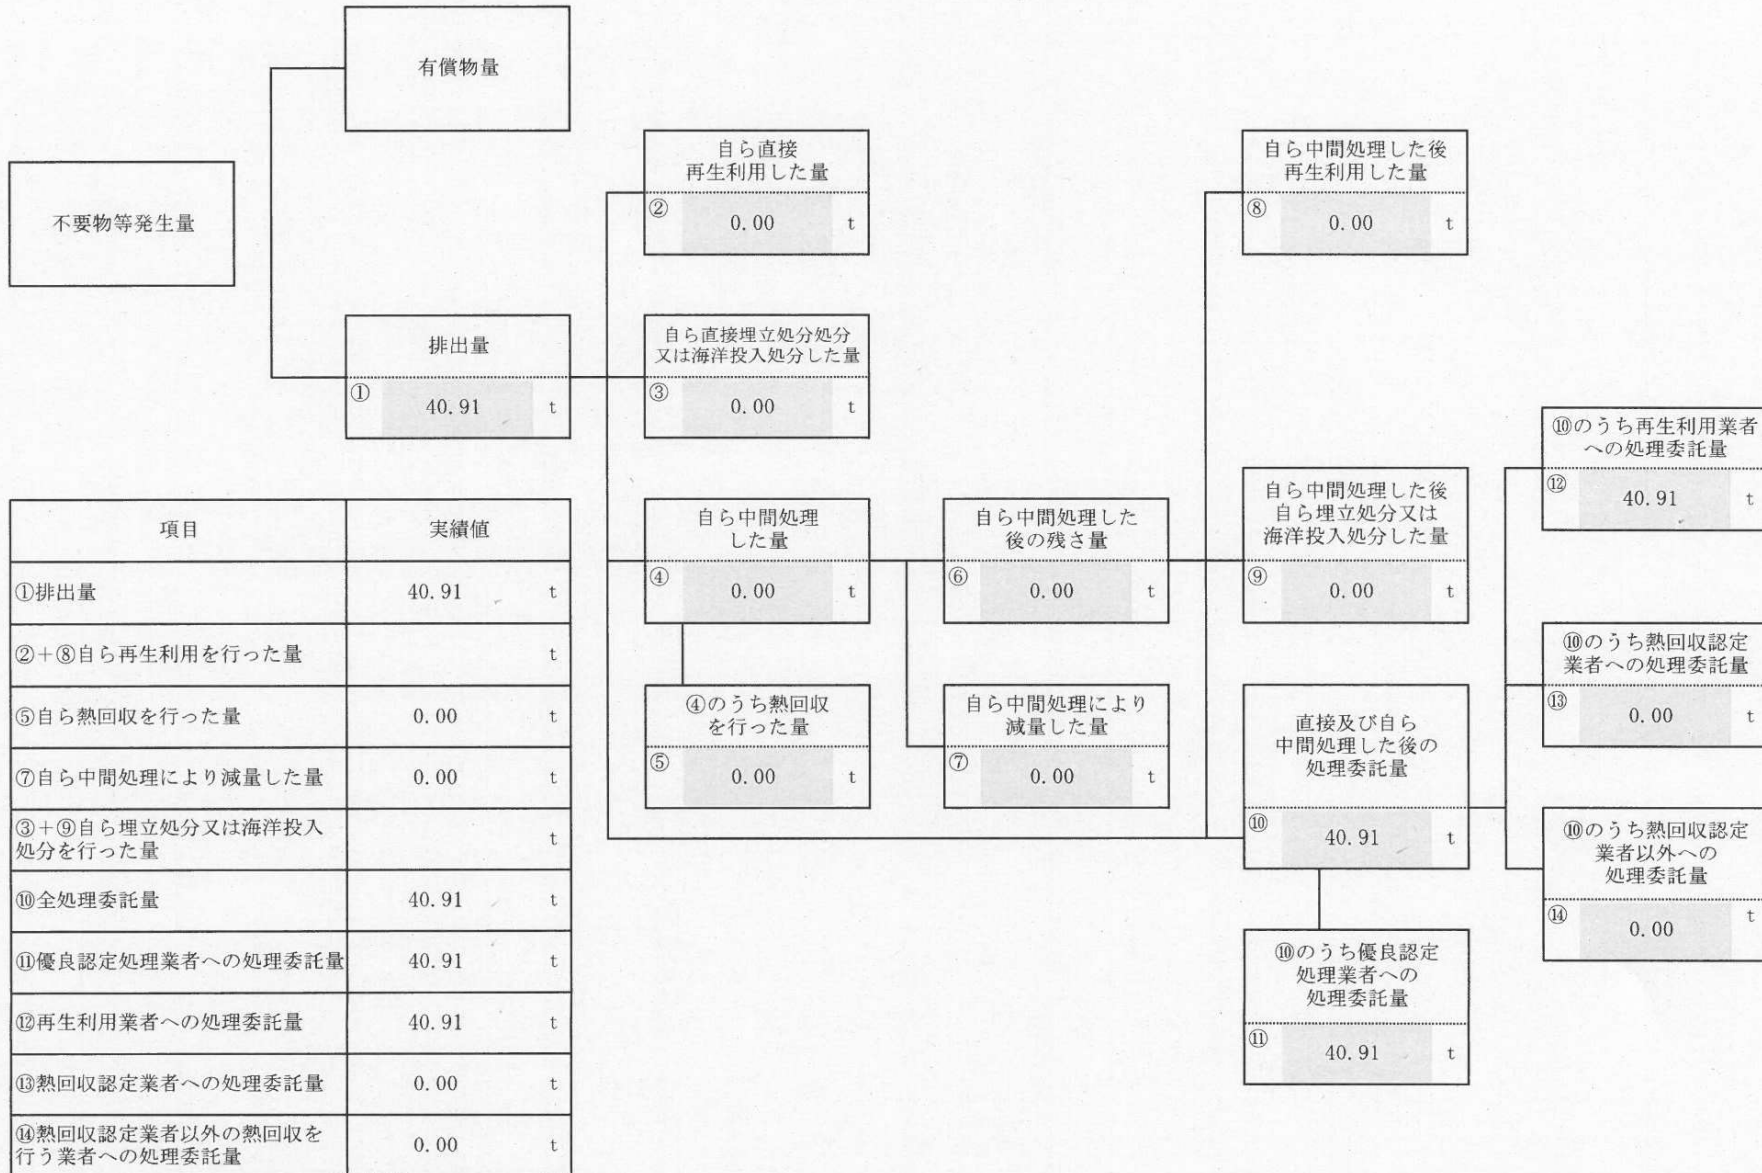 有償物量
不要物等発生量
排出量
① 40.91 t
自ら直接
再生利用した量
② 0.00 t
自ら直接埋立処分処分
又は海洋投入処分した量
③ 0.00 t
自ら中間処理
した量
④ 0.00 t
④のうち熱回収
を行った量
⑤ 0.00 t
自ら中間処理した
後の残さ量
⑥ 0.00 t
自ら中間処理により
減量した量
⑦ 0.00 t
自ら中間処理した後
再生利用した量
⑧ 0.00 t
自ら中間処理した後
自ら埋立処分又は
海洋投入処分した量
⑨ 0.00 t
直接及び自ら
中間処理した後の
処理委託量
⑩ 40.91 t
⑩のうち優良認定
処理業者への
処理委託量
⑪ 40.91 t
⑩のうち再生利用業者
への処理委託量
⑫ 40.91 t
⑩のうち熱回収認定
業者への処理委託量
⑬ 0.00 t
⑩のうち熱回収認定
業者以外への
処理委託量
⑭ 0.00 t
項目 実績値
①排出量 40.91 t
②＋⑧自ら再生利用を行った量 t
⑤自ら熱回収を行った量 0.00 t
⑦自ら中間処理により減量した量 0.00 t
③＋⑨自ら埋立処分又は海洋投入
処分を行った量 t
⑩全処理委託量 40.91 t
⑪優良認定処理業者への処理委託量 40.91 t
⑫再生利用業者への処理委託量 40.91 t
⑬熱回収認定業者への処理委託量 0.00 t
⑭熱回収認定業者以外の熱回収を
行う業者への処理委託量 0.00 t